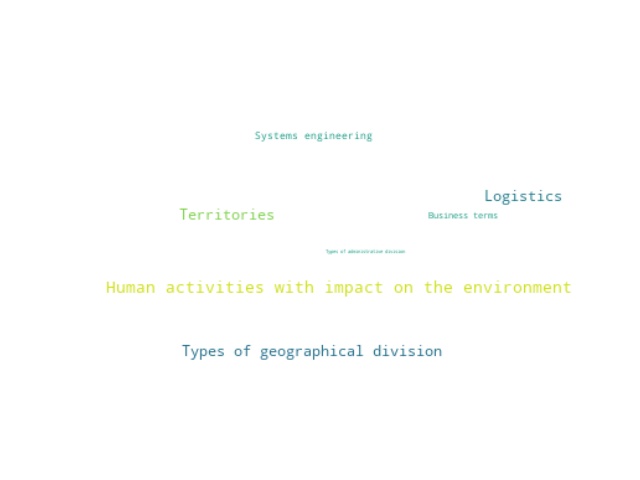 Systems engineering
Logistics
Territories
Business terms
Types of administrative division
Human activities with impact on the environment
Types of geographical division